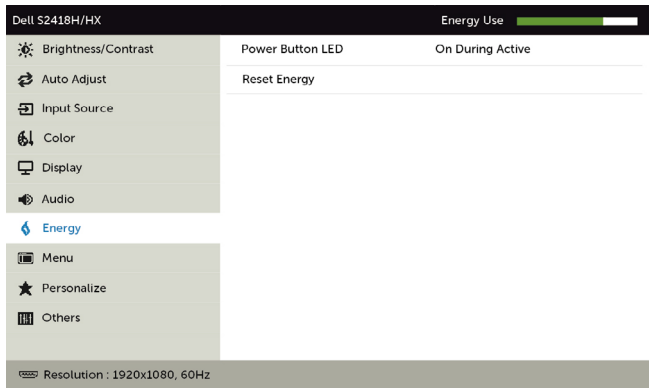 Dell S2418H/HX
Energy Use
Brightness/Contrast
Power Button LED
On During Active
Auto Adjust
Reset Energy
Input Source
Color
Display
Audio
Energy
Menu
Personalize
Others
Resolution : 1920x1080, 60Hz